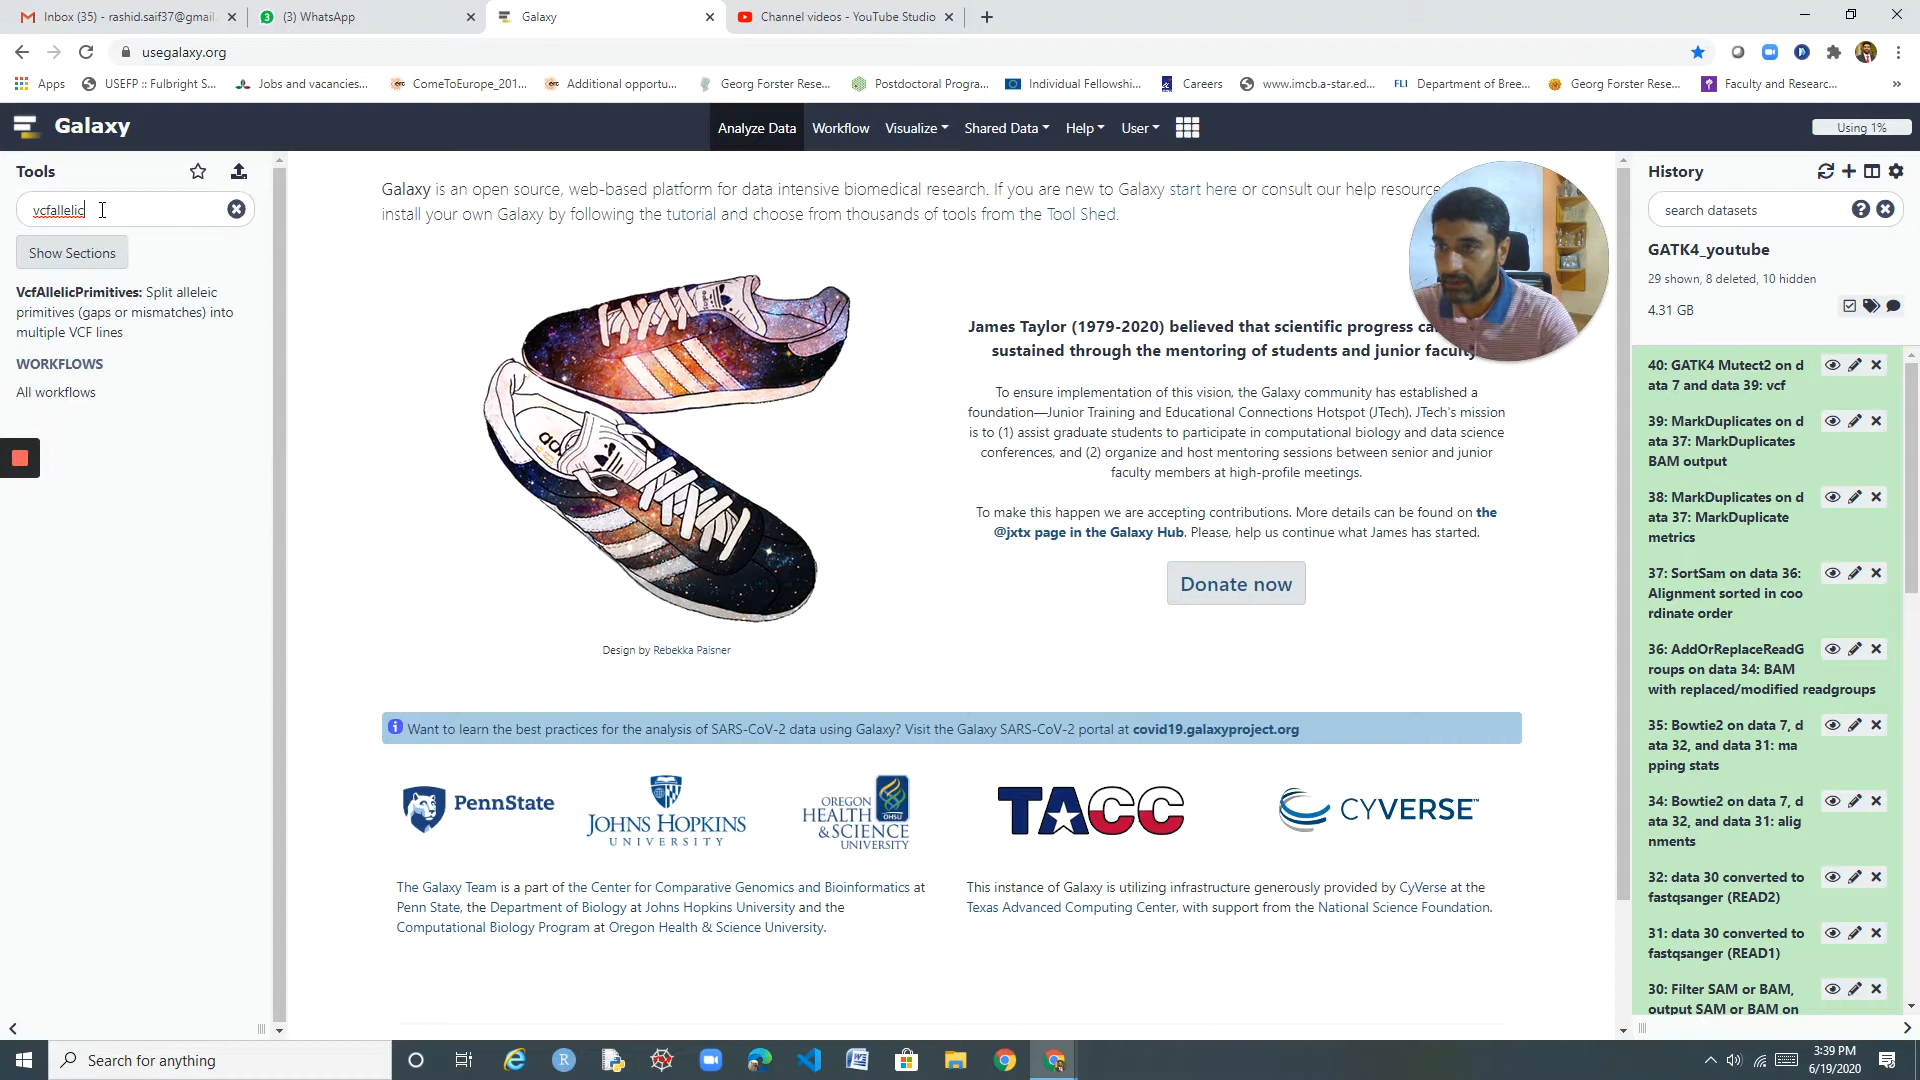 Inbox (35) - rashid.saif37@gmail
(3) WhatsApp
Galaxy
Channel videos - YouTube Studio
usegalaxy.org
Apps
USEFP :: Fulbright S...
Jobs and vacancies...
ComeToEurope_201...
Additional opportu...
Georg Forster Rese...
Postdoctoral Progra...
Individual Fellowshi...
Careers
www.imcb.a-star.ed...
FLI Department of Bree...
Georg Forster Rese...
Faculty and Researc...
Galaxy
Analyze Data
Workflow
Visualize
Shared Data
Help
User
Using 1%
Tools
vcfallelic
Show Sections
VcfAllelicPrimitives: Split alleleic
primitives (gaps or mismatches) into
multiple VCF lines
WORKFLOWS
All workflows
Galaxy is an open source, web-based platform for data intensive biomedical research. If you are new to Galaxy start here or consult our help resource
install your own Galaxy by following the tutorial and choose from thousands of tools from the Tool Shed.
Design by Rebekka Paisner
James Taylor (1979-2020) believed that scientific progress ca
sustained through the mentoring of students and junior faculty
To ensure implementation of this vision, the Galaxy community has established a
foundation—Junior Training and Educational Connections Hotspot (JTech). JTech's mission
is to (1) assist graduate students to participate in computational biology and data science
conferences, and (2) organize and host mentoring sessions between senior and junior
faculty members at high-profile meetings.
To make this happen we are accepting contributions. More details can be found on the
@jxtx page in the Galaxy Hub. Please, help us continue what James has started.
Donate now
Want to learn the best practices for the analysis of SARS-CoV-2 data using Galaxy? Visit the Galaxy SARS-CoV-2 portal at covid19.galaxyproject.org
PennState
JOHNS HOPKINS
UNIVERSITY
OREGON
HEALTH
& SCIENCE
UNIVERSITY
OHSU
TACC
CYVERSE™
The Galaxy Team is a part of the Center for Comparative Genomics and Bioinformatics at
Penn State, the Department of Biology at Johns Hopkins University and the
Computational Biology Program at Oregon Health & Science University.
This instance of Galaxy is utilizing infrastructure generously provided by CyVerse at the
Texas Advanced Computing Center, with support from the National Science Foundation.
History
search datasets
GATK4_youtube
29 shown, 8 deleted, 10 hidden
4.31 GB
40: GATK4 Mutect2 on d
ata 7 and data 39: vcf
39: MarkDuplicates on d
ata 37: MarkDuplicates
BAM output
38: MarkDuplicates on d
ata 37: MarkDuplicate
metrics
37: SortSam on data 36:
Alignment sorted in coo
rdinate order
36: AddOrReplaceReadG
roups on data 34: BAM
with replaced/modified readgroups
35: Bowtie2 on data 7, d
ata 32, and data 31: ma
pping stats
34: Bowtie2 on data 7, d
ata 32, and data 31: alig
nments
32: data 30 converted to
fastqsanger (READ2)
31: data 30 converted to
fastqsanger (READ1)
30: Filter SAM or BAM,
output SAM or BAM on
Search for anything
3:39 PM
6/19/2020